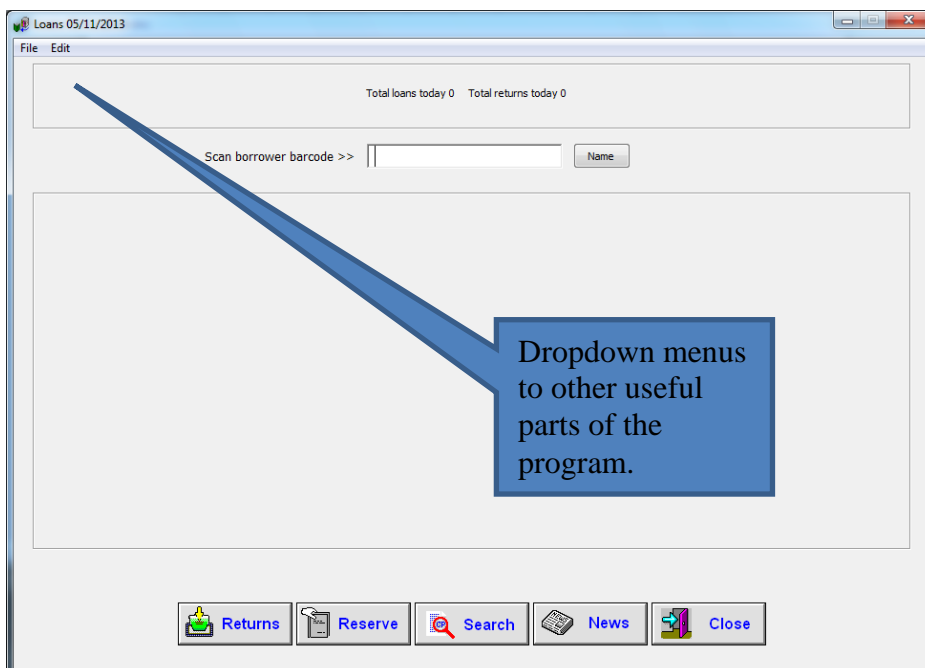 Loans 05/11/2013
File Edit
Total loans today 0 Total returns today 0
Scan borrower barcode >> Name
Dropdown menus
to other useful
parts of the
program.
Returns Reserve Search News Close